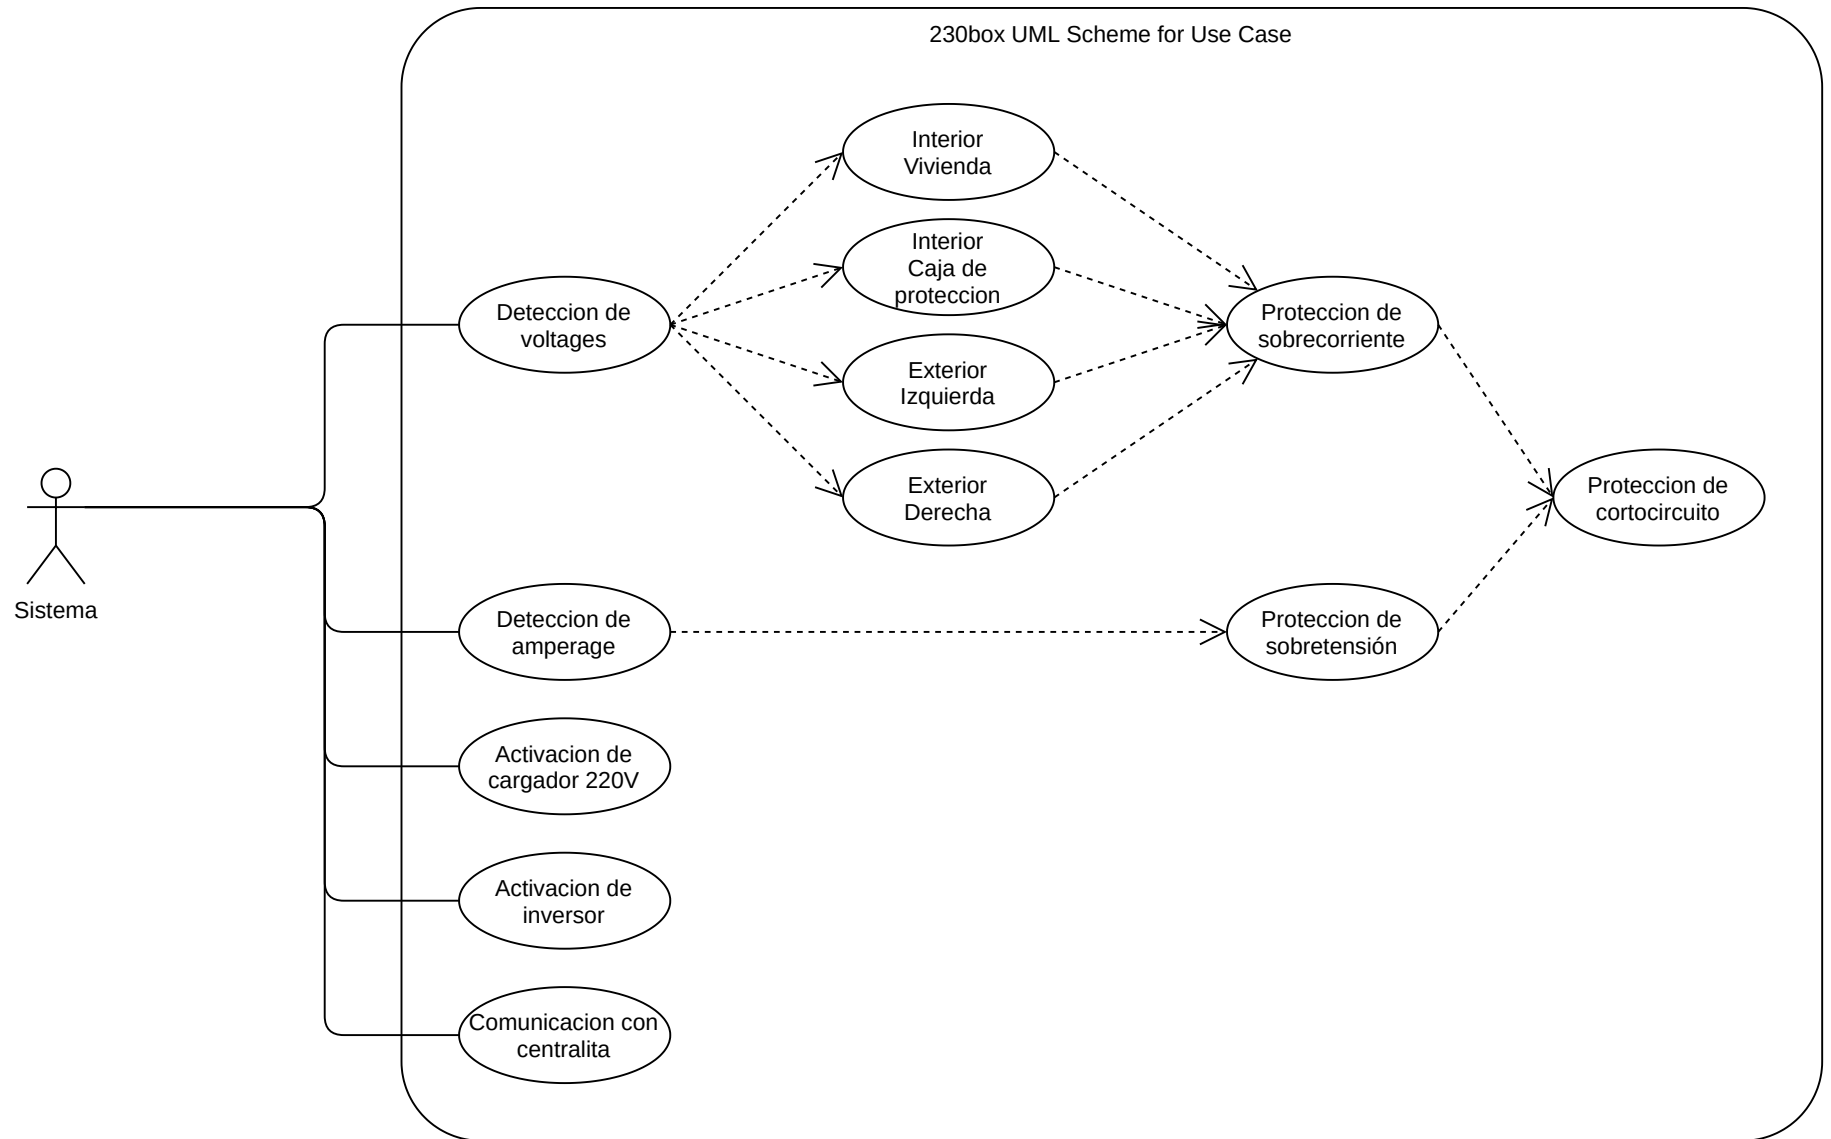 230box UML Scheme for Use Case
Interior
Vivienda
Interior
Caja de
proteccion
Deteccion de
voltages
Proteccion de
sobrecorriente
Exterior
Izquierda
Exterior
Derecha
Proteccion de
cortocircuito
Sistema
Deteccion de
amperage
Proteccion de
sobretensión
Activacion de
cargador 220V
Activacion de
inversor
Comunicacion con
centralita